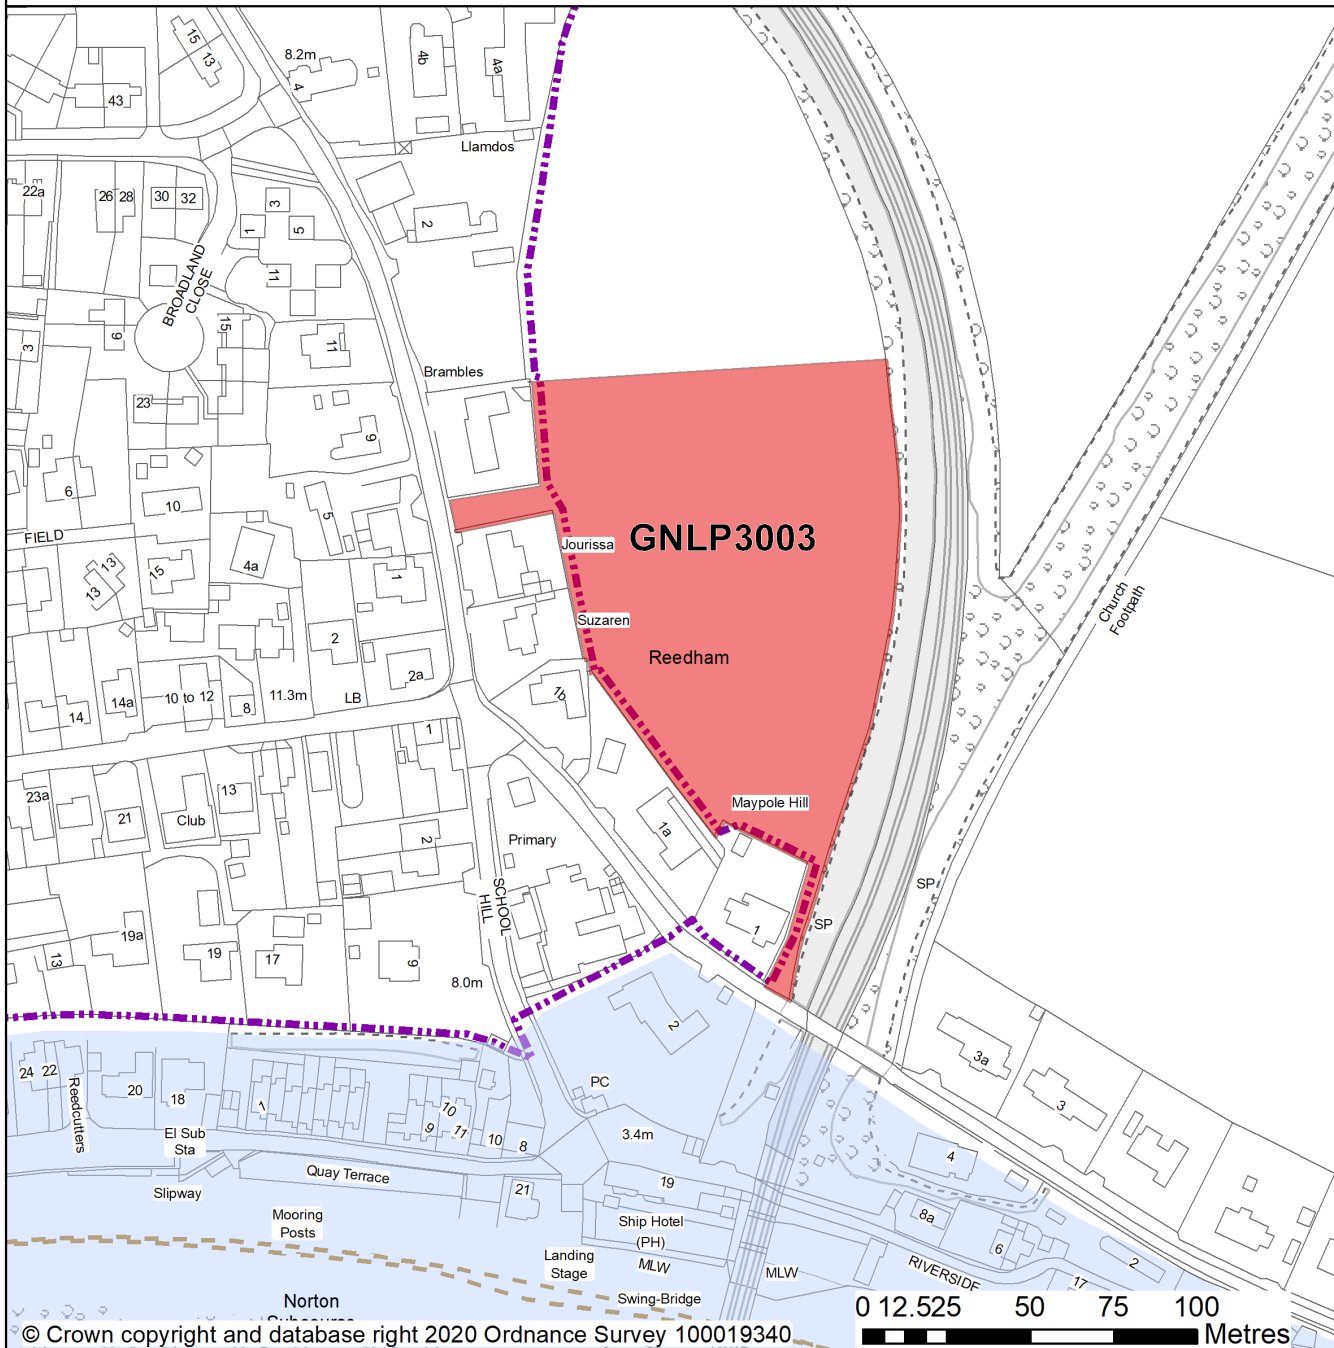 15
13
8.2m
4
4b
4a
43
Llamdos
22a
26 28
30
32
3
1
5
2
11
BROADLAND
CLOSE
15
9
3
11
Brambles
23
9
6
10
5
FIELD
GNLP3003
Jourissa
4a
13
13
15
1
Church
Footpath
Suzaren
2
Reedham
2a
1b
14
14a
10 to 12
8
11.3m
LB
1
23a
13
21
Club
Maypole Hill
1a
2
Primary
SCHOOL
HILL
SP
SP
1
19a
13
19
17
9
8.0m
2
3a
3
24
22
Reedcutters
20
18
1
PC
10
9
11
10
8
3.4m
4
El Sub
Sta
Quay Terrace
Slipway
21
19
8a
Mooring
Posts
Ship Hotel
(PH)
6
MLW
Landing
Stage
MLW
RIVERSIDE
17
2
Swing-Bridge
Norton
0 12.525 50 75 100
Metres
© Crown copyright and database right 2020 Ordnance Survey 100019340